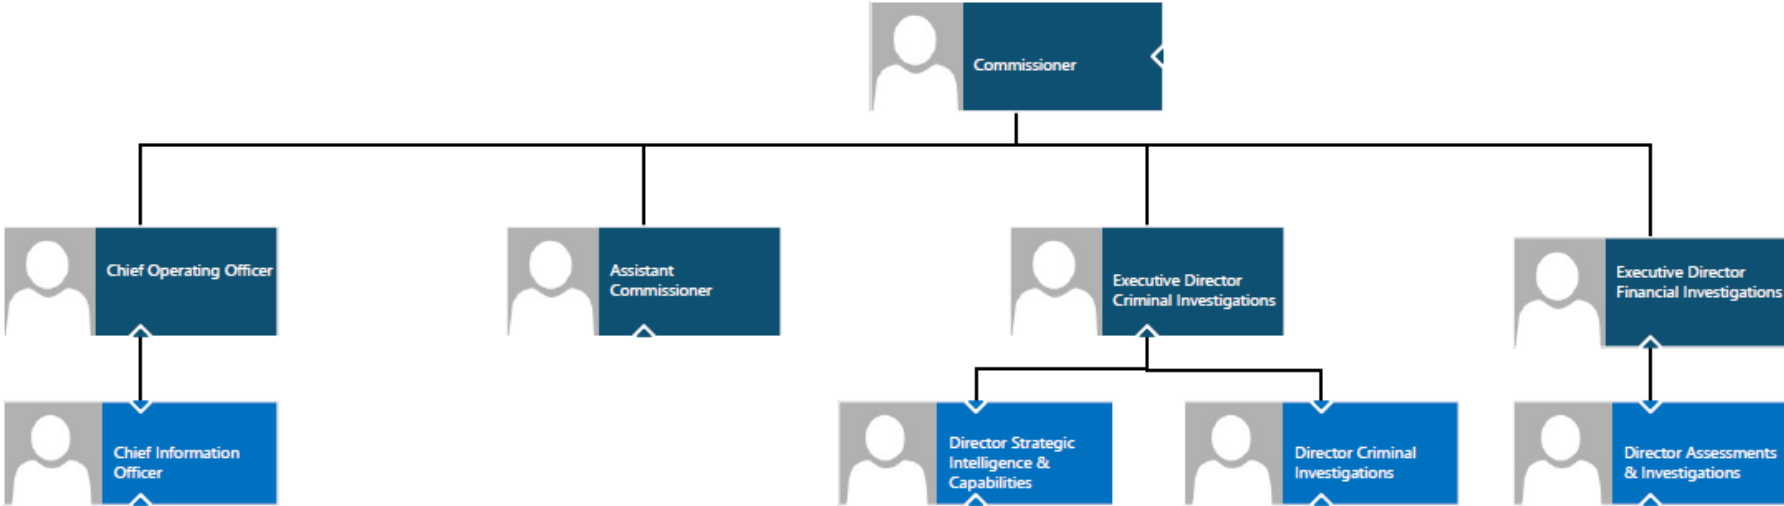 Commissioner
Chief Operating Officer
Assistant
Commissioner
Executive Director
Criminal Investigations
Executive Director
Financial Investigations
Chief Information
Officer
Director Strategic
Intelligence &
Capabilities
Director Criminal
Investigations
Director Assessments
& Investigations